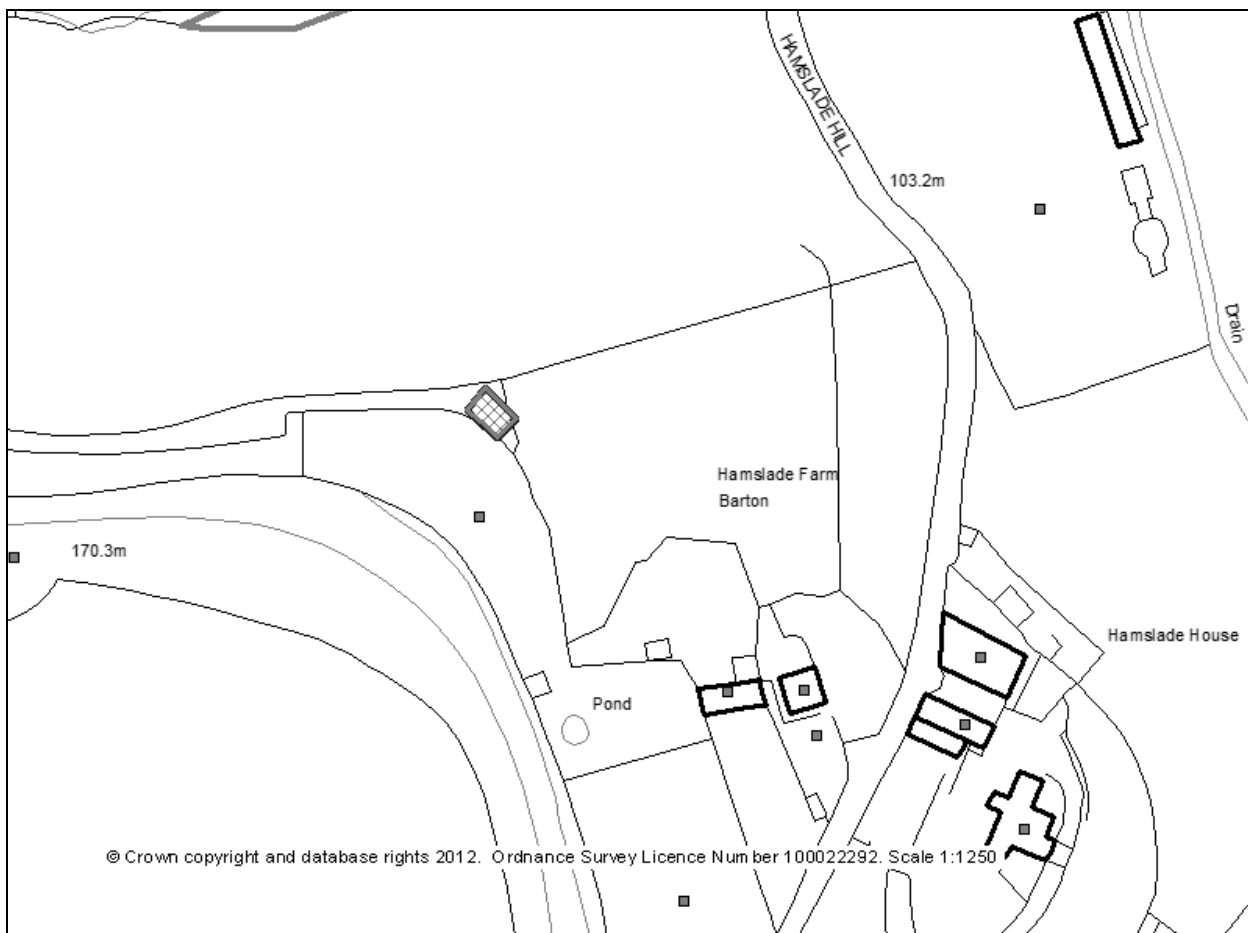 HAMSLADE HILL
103.2m
Drain
Hamslade Farm
Barton
170.3m
Hamslade House
Pond
© Crown copyright and database rights 2012. Ordnance Survey Licence Number 100022292. Scale 1:1250